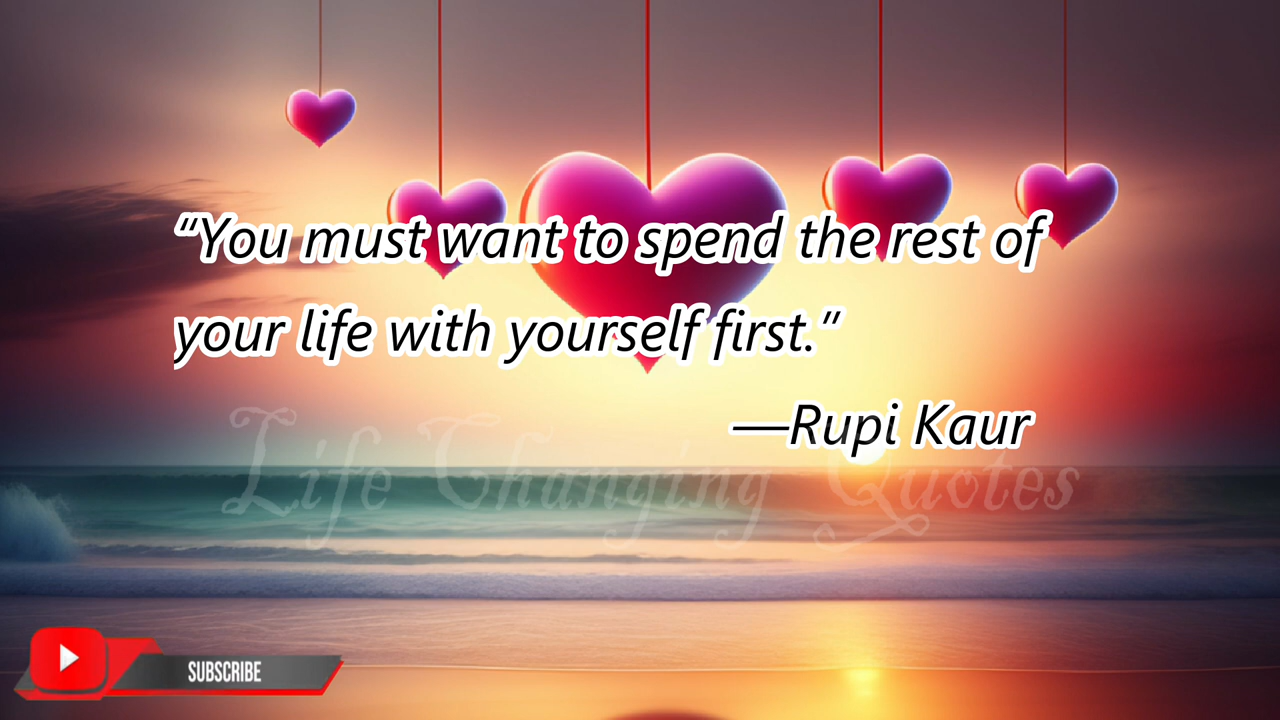 “You must want to spend the rest of
your life with yourself first.”
—Rupi Kaur
Life Changing Quotes
SUBSCRIBE